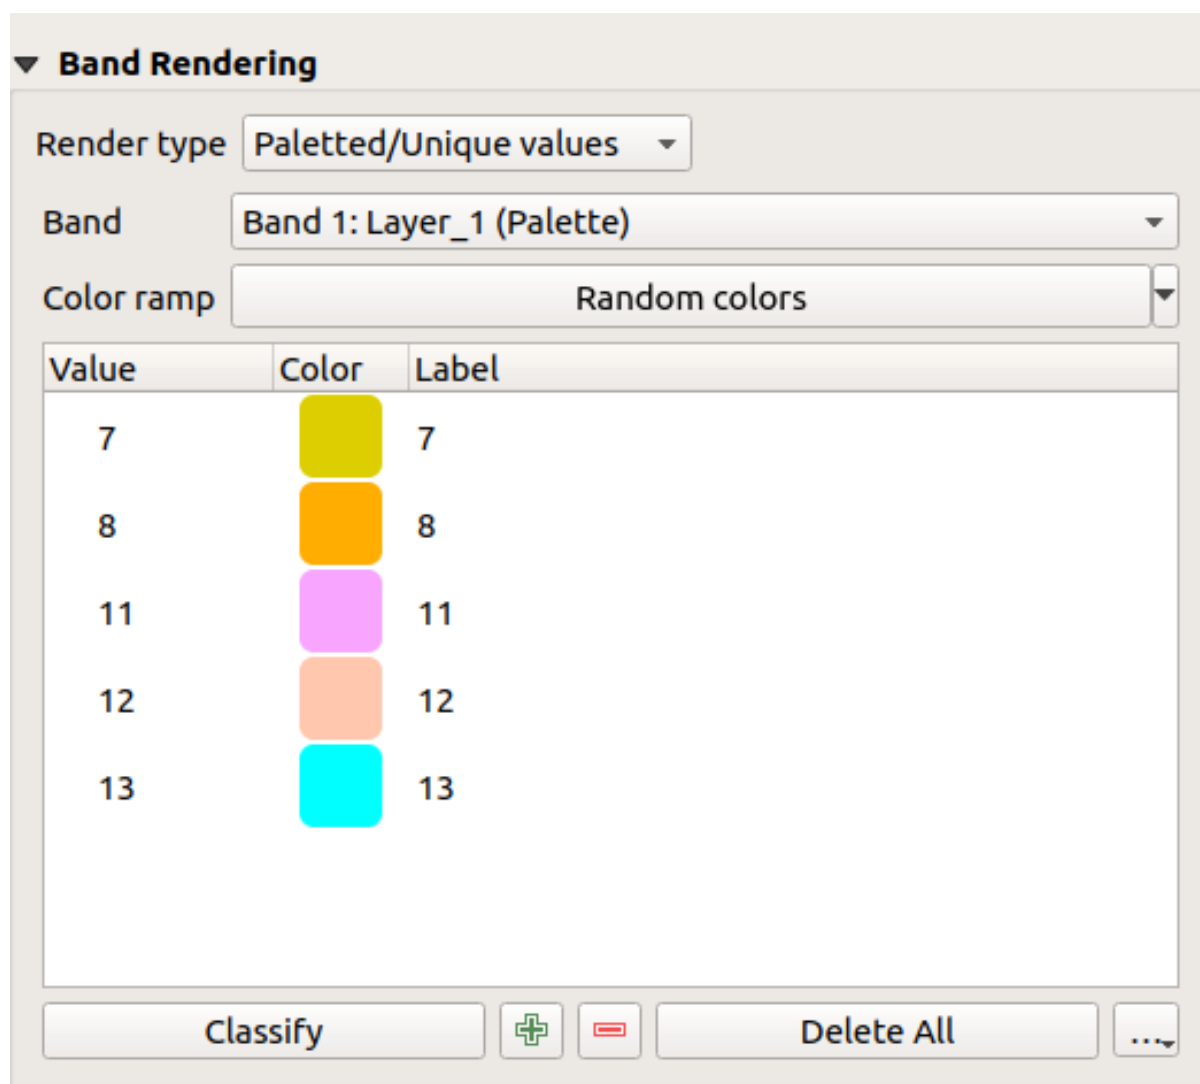 Band Rendering
Render type Paletted/Unique values
Band Band 1: Layer_1 (Palette)
Color ramp Random colors
Value Color Label
7 7
8 8
11 11
12 12
13 13
Classify Delete All ...